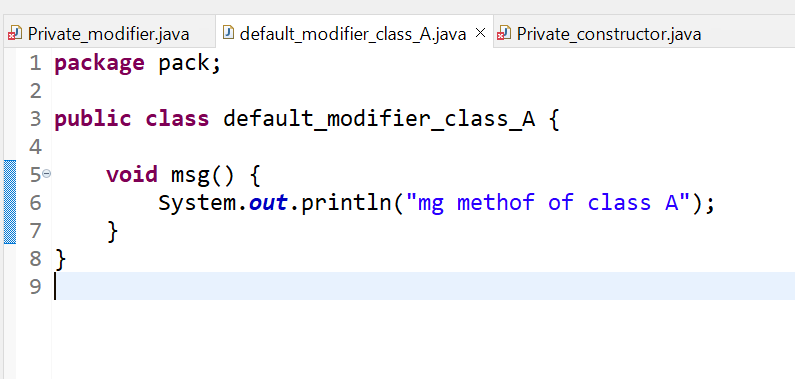 Private_modifier.java default_modifier_class_A.java Private_constructor.java
1 package pack;
2
3 public class default_modifier_class_A {
4
5 void msg() {
6 System.out.println("mg methof of class A");
7 }
8 }
9